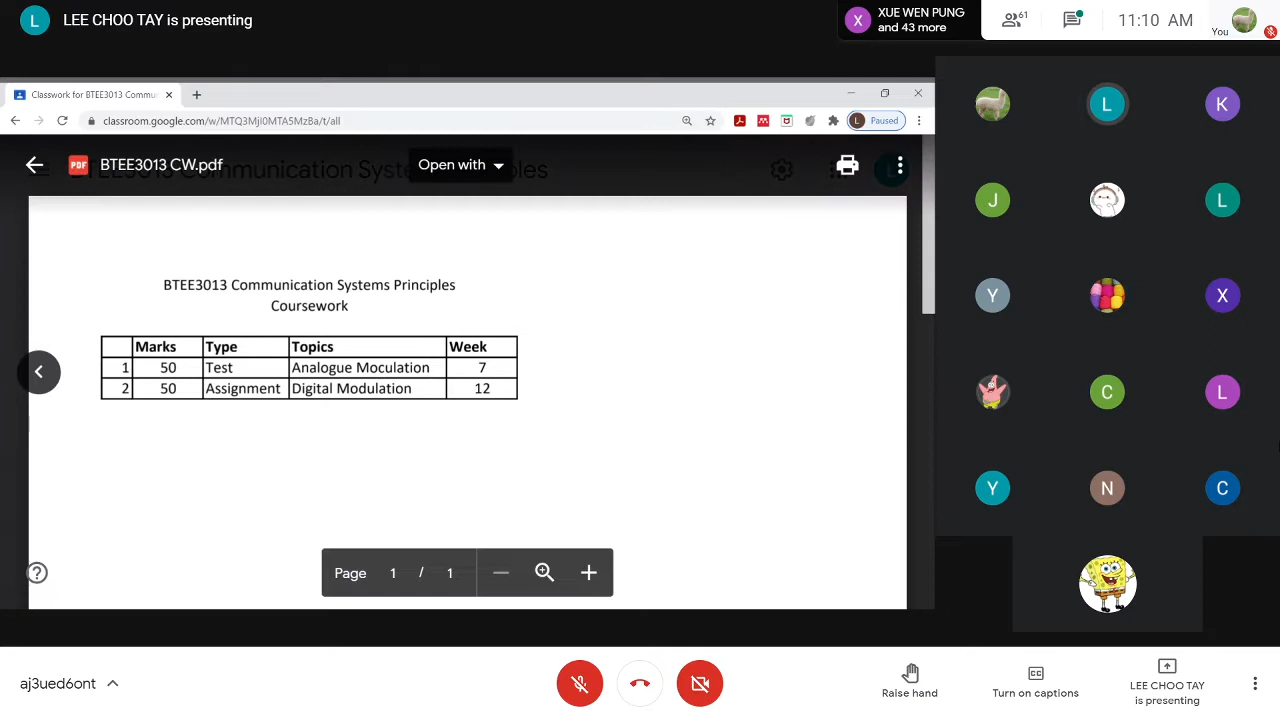 L LEE CHOO TAY is presenting
X XUE WEN PUNG
and 43 more
61
11:10 AM
You
Classwork for BTEE3013 Commu
classroom.google.com/w/MTQ3MjI0MTA5MzBa/t/all
L Paused
PDF BTEE3013 CW.pdf
Open with
BTEE3013 Communication Systems Principles
Coursework
Marks Type Topics Week
1 50 Test Analogue Moculation 7
2 50 Assignment Digital Modulation 12
Page 1 / 1
L K
J L
Y X
C L
Y N C
aj3ued6ont
Raise hand
CC
Turn on captions
LEE CHOO TAY
is presenting